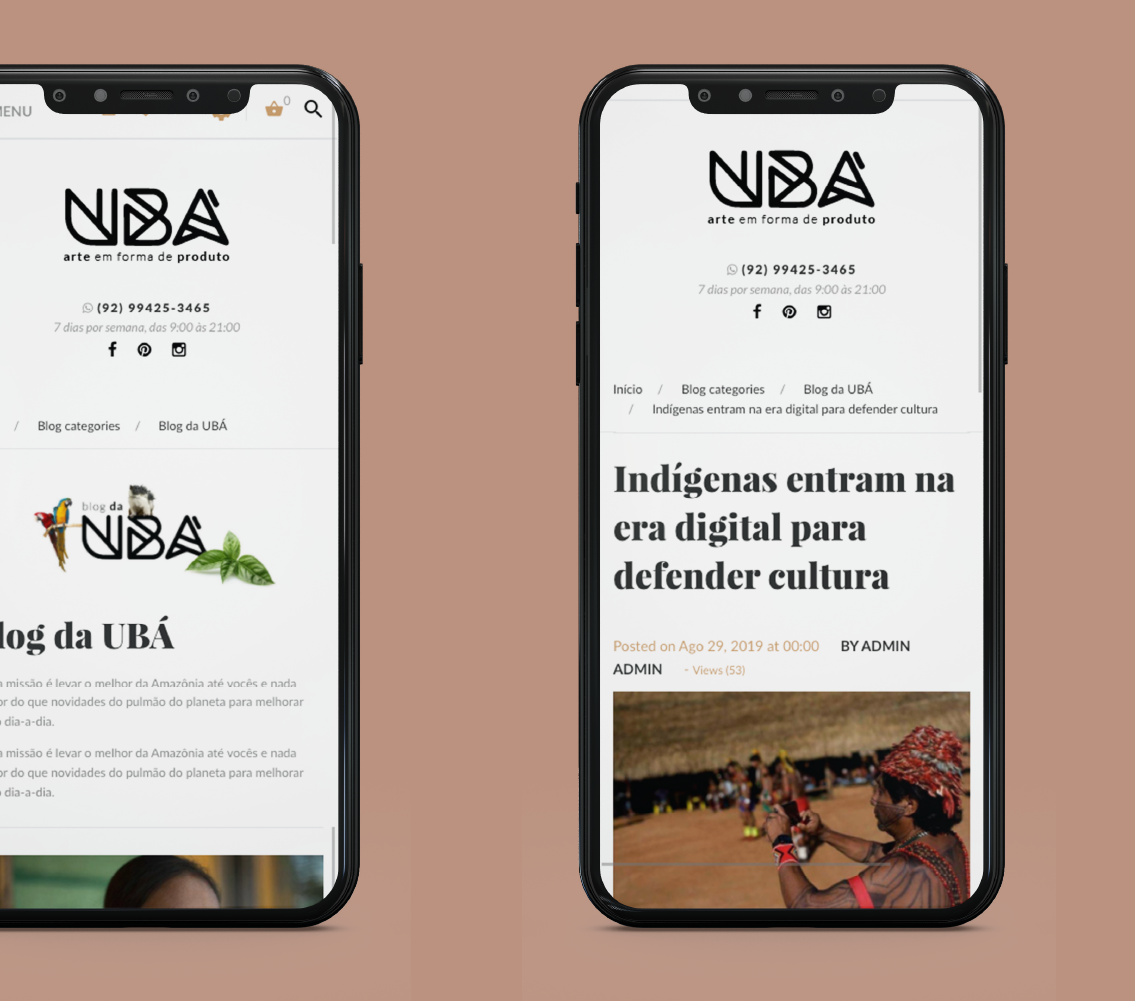 MENU
0
UBÁ
arte em forma de produto
(92) 99425-3465
7 dias por semana, das 9:00 às 21:00
/ Blog categories / Blog da UBÁ
blog da
UBÁ
log da UBÁ
missão é levar o melhor da Amazônia até vocês e nada
or do que novidades do pulmão do planeta para melhorar
o dia-a-dia.
missão é levar o melhor da Amazônia até vocês e nada
or do que novidades do pulmão do planeta para melhorar
o dia-a-dia.
UBÁ
arte em forma de produto
(92) 99425-3465
7 dias por semana, das 9:00 às 21:00
Início / Blog categories / Blog da UBÁ
/ Indígenas entram na era digital para defender cultura
Indígenas entram na
era digital para
defender cultura
Posted on Ago 29, 2019 at 00:00 BY ADMIN
ADMIN - Views (53)